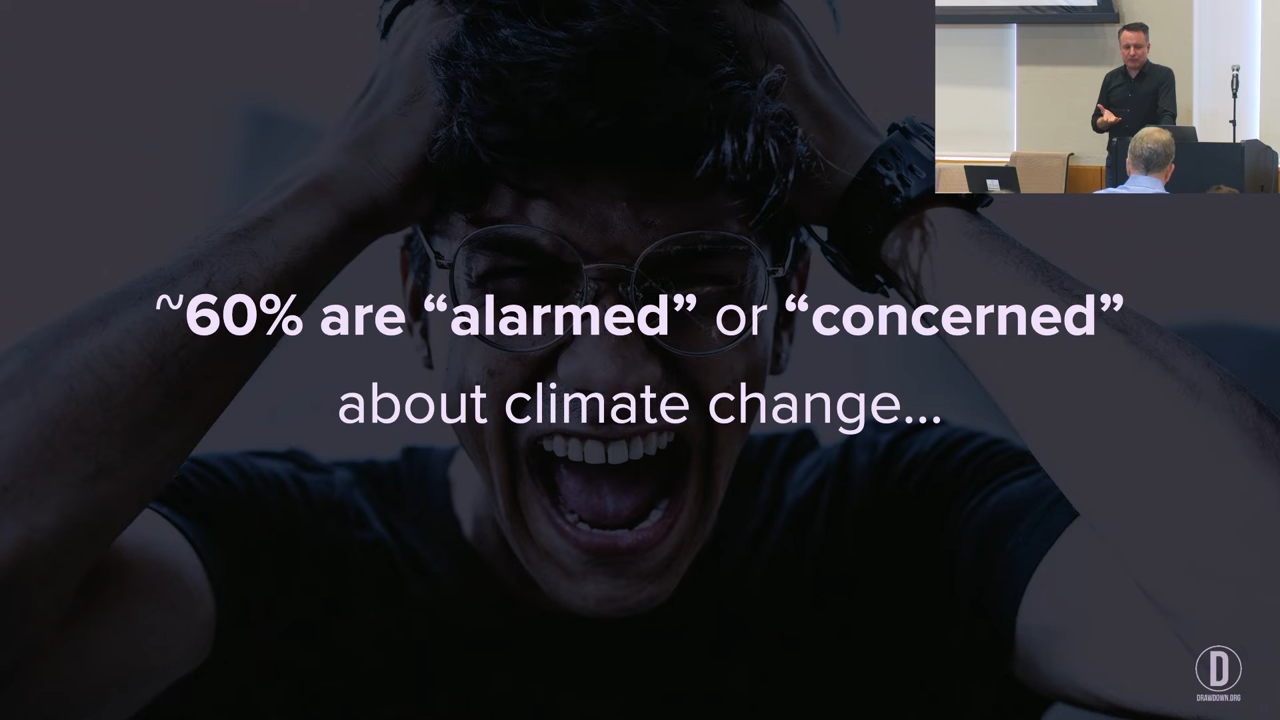 ~60% are “alarmed” or “concerned”
about climate change...
D
DRAWDOWN.ORG